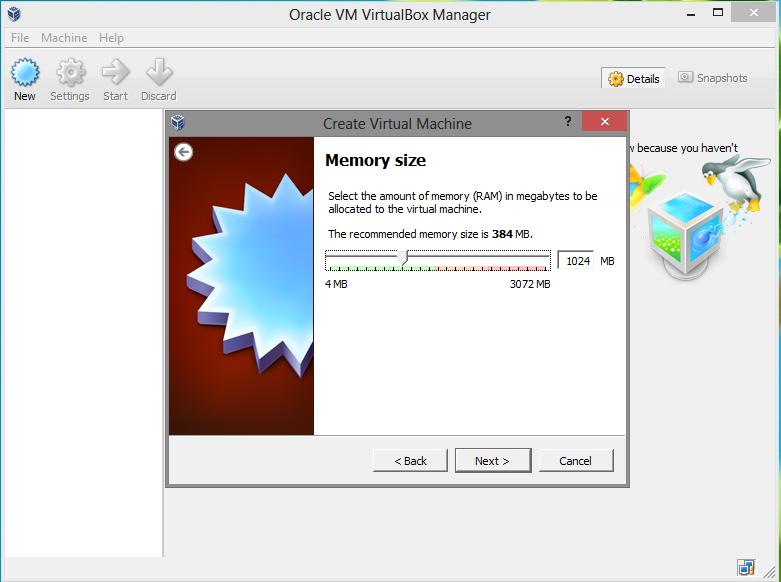 Oracle VM VirtualBox Manager
File Machine Help
New Settings Start Discard
Details Snapshots
Create Virtual Machine ?
because you haven't
Memory size
Select the amount of memory (RAM) in megabytes to be
allocated to the virtual machine.
The recommended memory size is 384 MB.
1024 MB
4 MB 3072 MB
< Back Next > Cancel